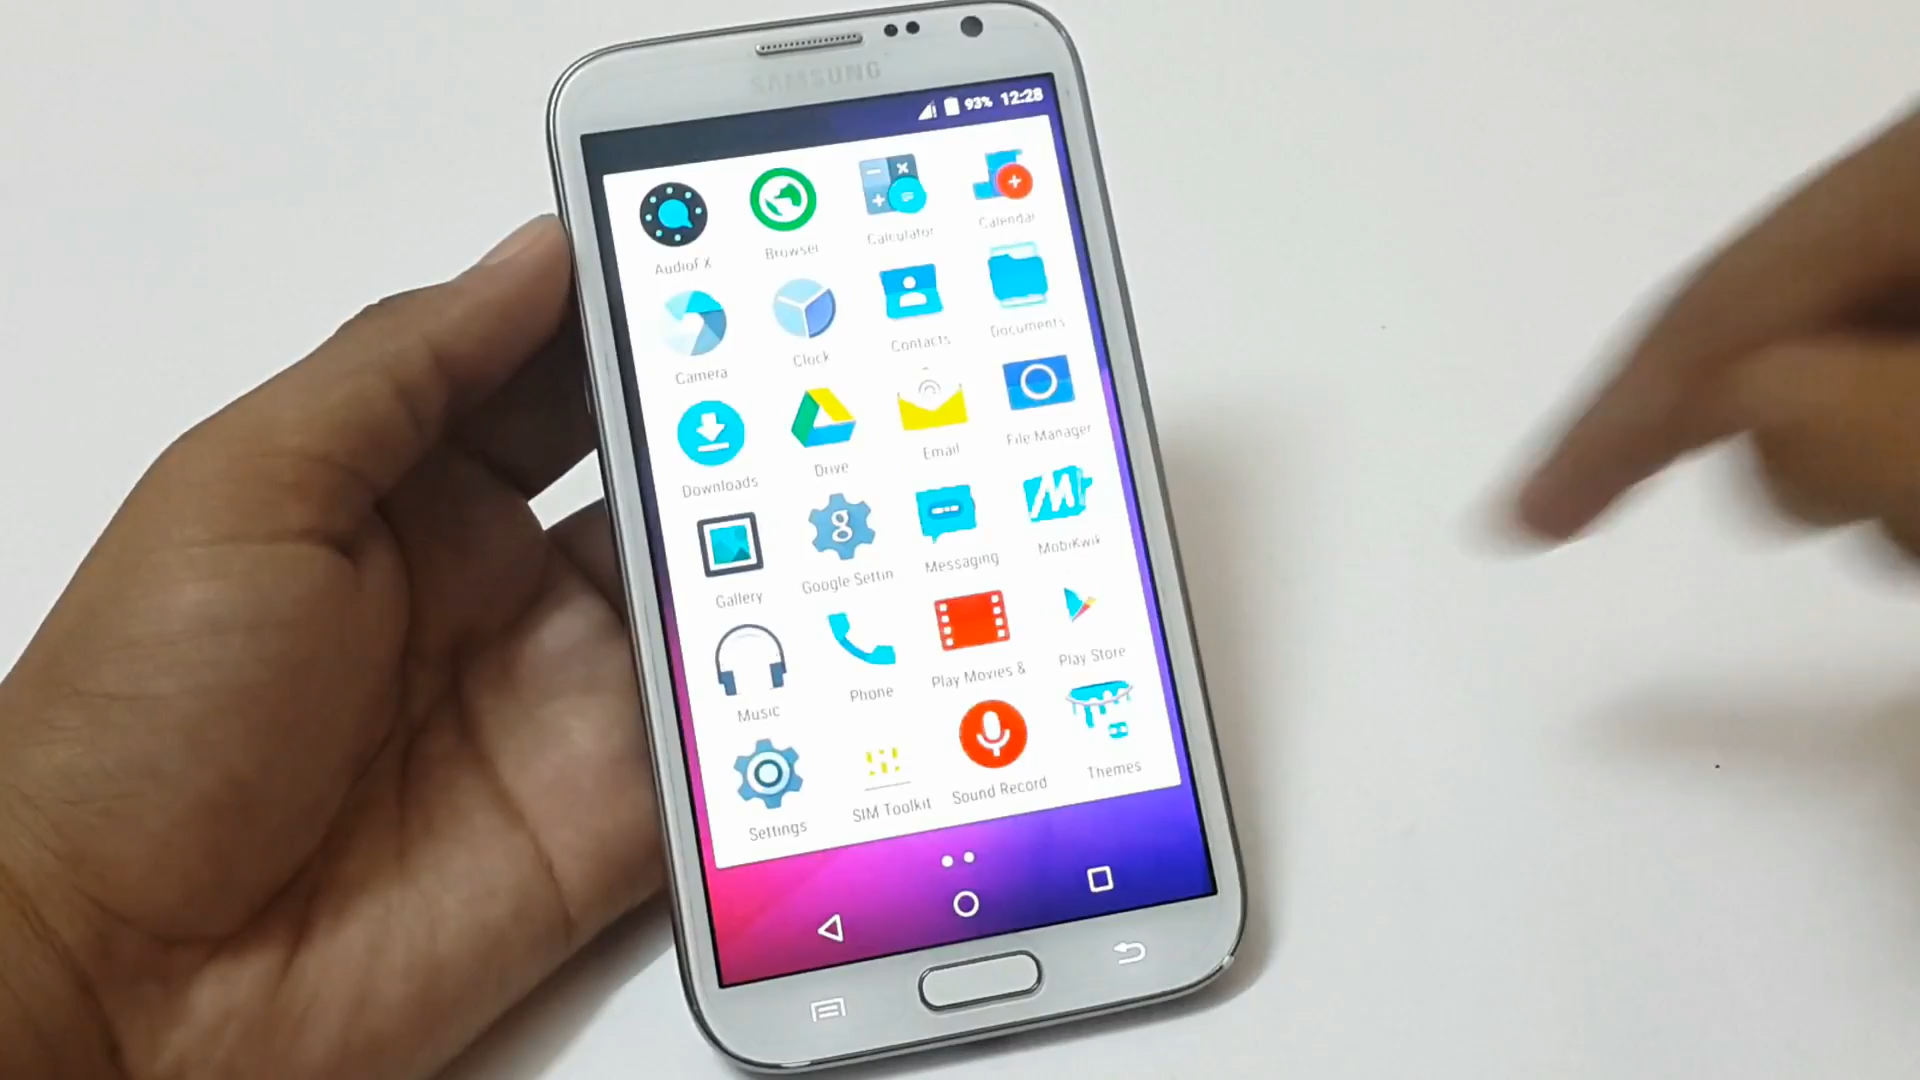 SAMSUNG
93% 12:28
AudioFX Browser Calculator Calendar
Camera Clock Contacts Documents
Downloads Drive Email File Manager
Gallery Google Settin Messaging MobiKwik
Music Phone Play Movies & Play Store
Settings SIM Toolkit Sound Record Themes